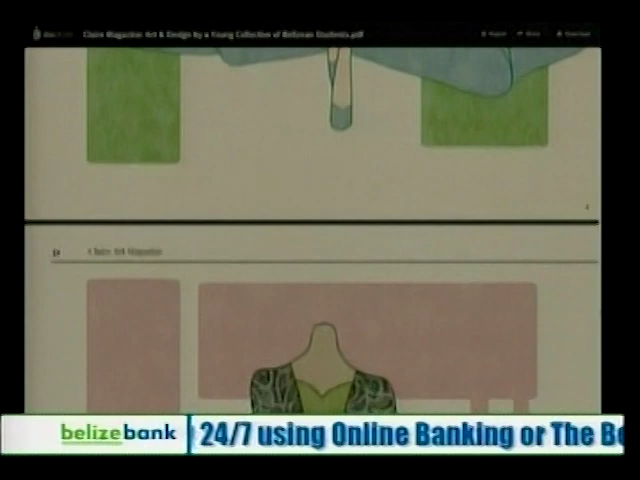 Claire Magazine: Art & Design by a Young Collection of Belizean Students.pdf
Claire Art Magazine
belizebank 24/7 using Online Banking or The Be